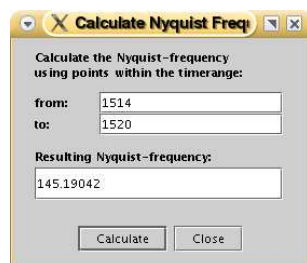 Calculate Nyquist Freq
Calculate the Nyquist-frequency
using points within the timerange:
from: 1514
to: 1520
Resulting Nyquist-frequency:
145.19042
Calculate Close